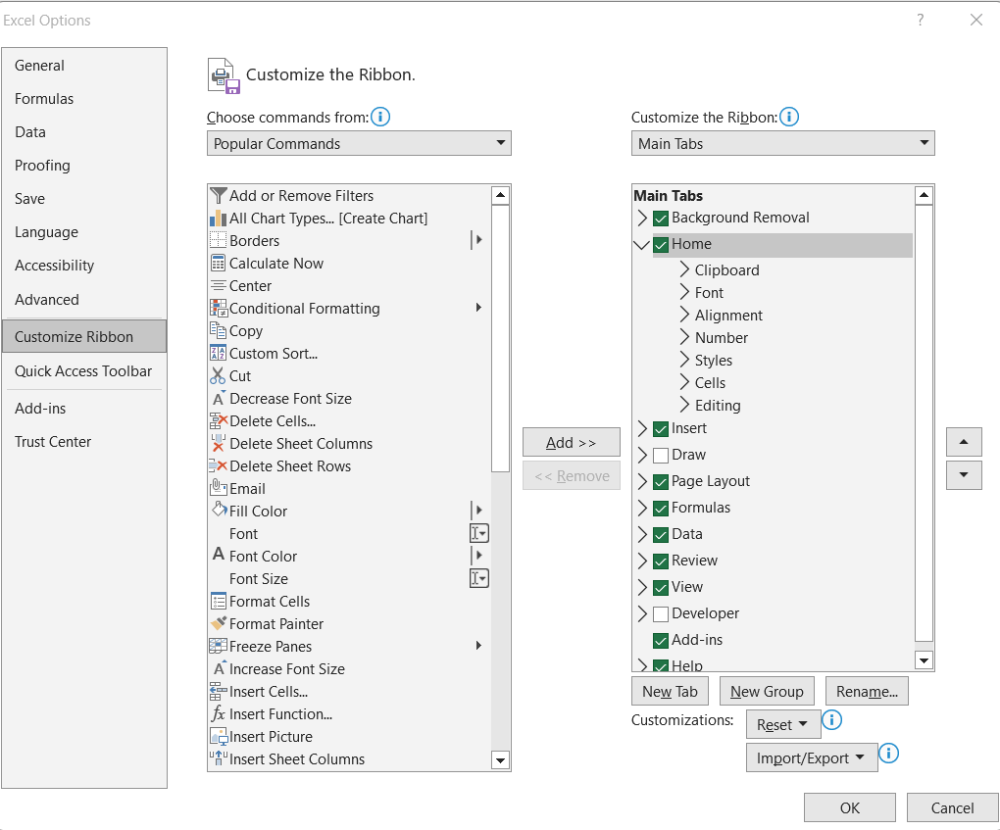 Excel Options
?
General
Formulas
Data
Proofing
Save
Language
Accessibility
Advanced
Customize Ribbon
Quick Access Toolbar
Add-ins
Trust Center
Customize the Ribbon.
Choose commands from:
Popular Commands
Add or Remove Filters
All Chart Types... [Create Chart]
Borders
Calculate Now
Center
Conditional Formatting
Copy
Custom Sort...
Cut
Decrease Font Size
Delete Cells...
Delete Sheet Columns
Delete Sheet Rows
Email
Fill Color
Font
Font Color
Font Size
Format Cells
Format Painter
Freeze Panes
Increase Font Size
Insert Cells...
Insert Function...
Insert Picture
Insert Sheet Columns
Add >>
<< Remove
Customize the Ribbon:
Main Tabs
Main Tabs
Background Removal
Home
Clipboard
Font
Alignment
Number
Styles
Cells
Editing
Insert
Draw
Page Layout
Formulas
Data
Review
View
Developer
Add-ins
Help
New Tab
New Group
Rename...
Customizations:
Reset
Import/Export
OK
Cancel